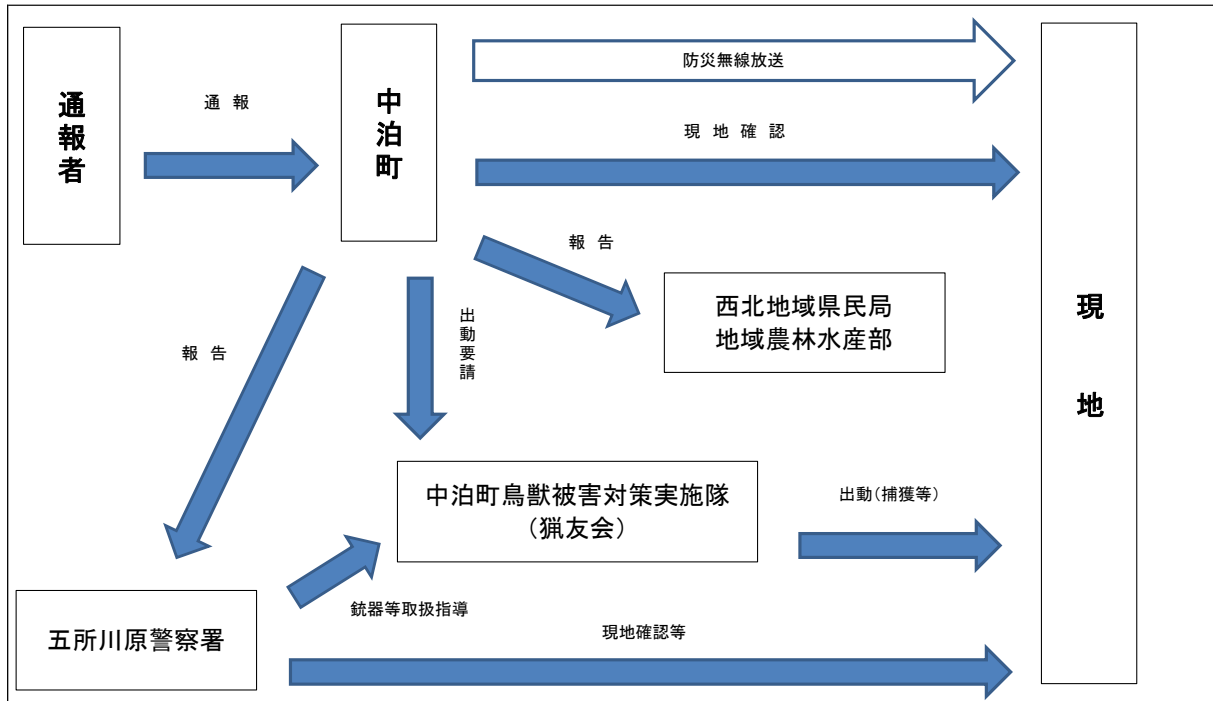 防災無線放送
通報者
通 報
中泊町
現 地 確 認
現 地
報 告
西北地域県民局
地域農林水産部
出動要請
報 告
中泊町鳥獣被害対策実施隊
（猟友会）
出動（捕獲等）
銃器等取扱指導
五所川原警察署
現地確認等